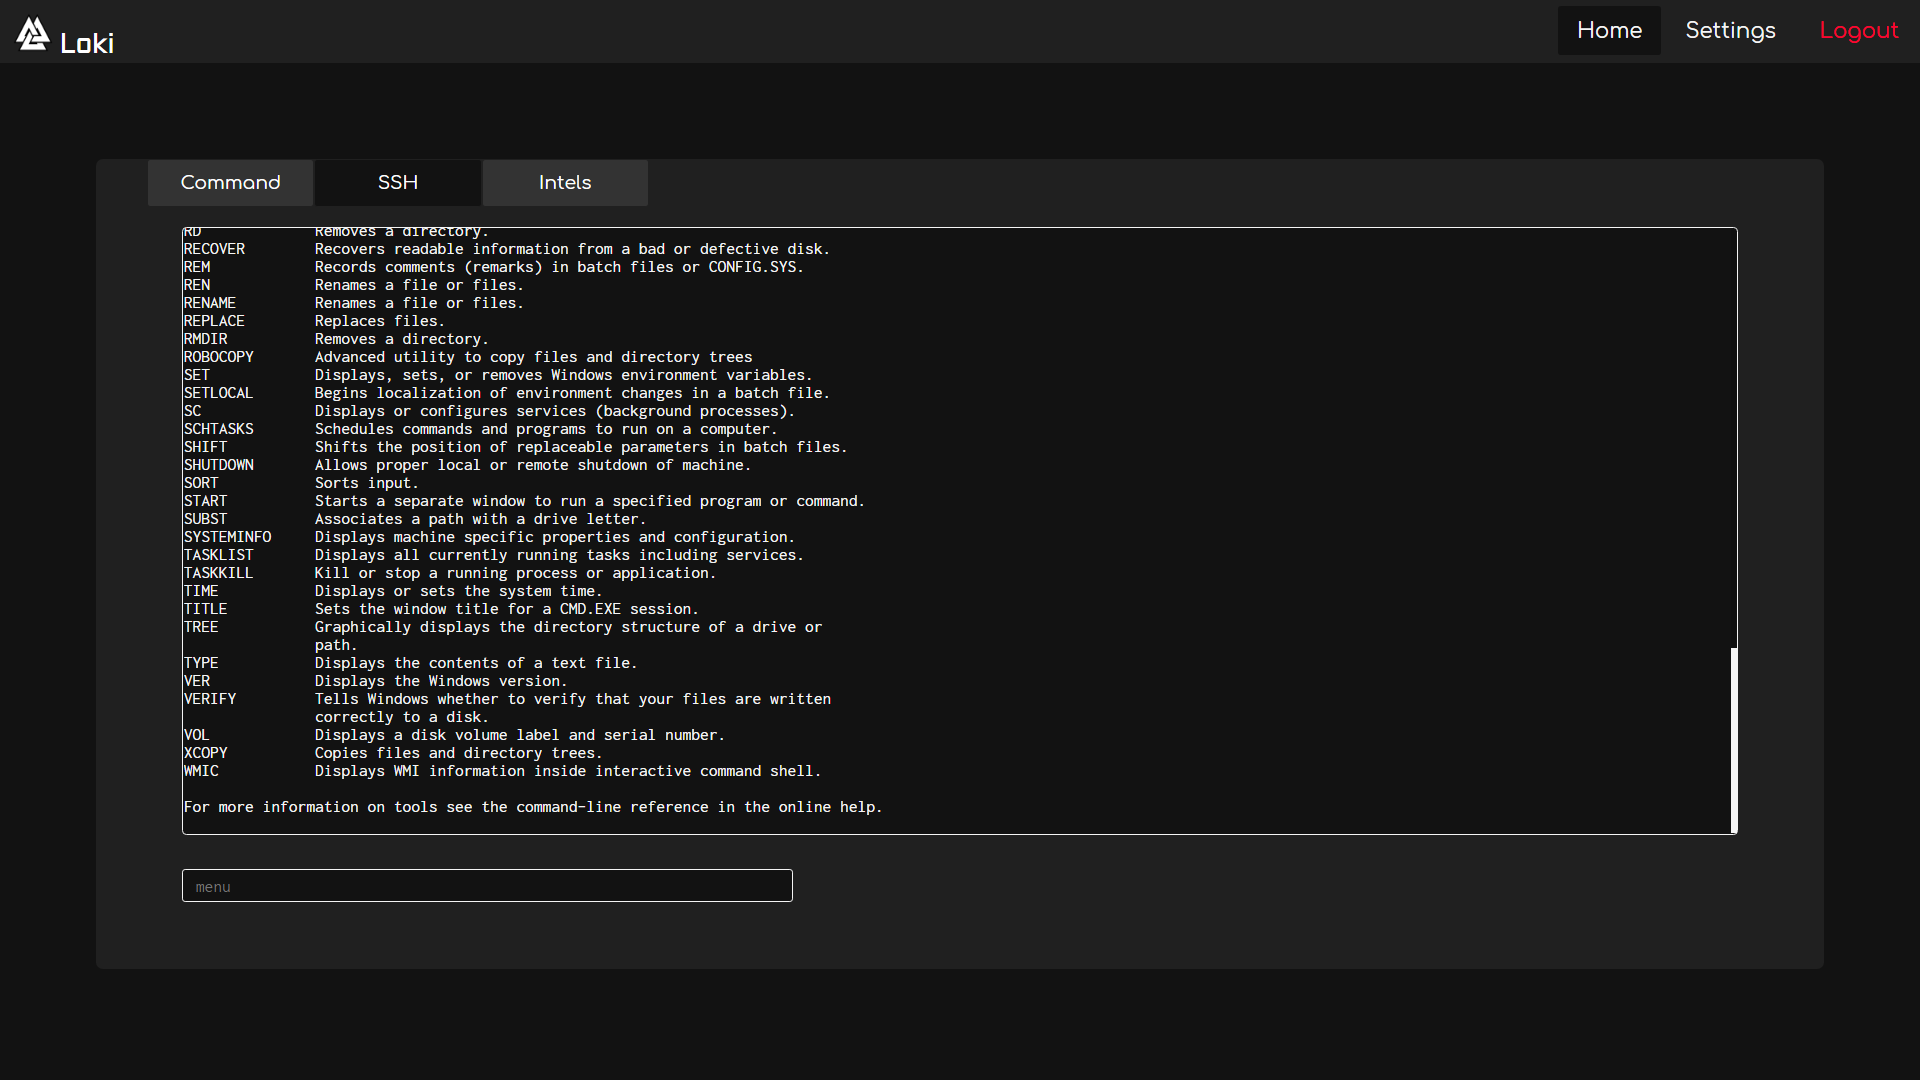 Loki
Home Settings Logout
Command SSH Intels
RD Removes a directory.
RECOVER Recovers readable information from a bad or defective disk.
REM Records comments (remarks) in batch files or CONFIG.SYS.
REN Renames a file or files.
RENAME Renames a file or files.
REPLACE Replaces files.
RMDIR Removes a directory.
ROBOCOPY Advanced utility to copy files and directory trees
SET Displays, sets, or removes Windows environment variables.
SETLOCAL Begins localization of environment changes in a batch file.
SC Displays or configures services (background processes).
SCHTASKS Schedules commands and programs to run on a computer.
SHIFT Shifts the position of replaceable parameters in batch files.
SHUTDOWN Allows proper local or remote shutdown of machine.
SORT Sorts input.
START Starts a separate window to run a specified program or command.
SUBST Associates a path with a drive letter.
SYSTEMINFO Displays machine specific properties and configuration.
TASKLIST Displays all currently running tasks including services.
TASKKILL Kill or stop a running process or application.
TIME Displays or sets the system time.
TITLE Sets the window title for a CMD.EXE session.
TREE Graphically displays the directory structure of a drive or
path.
TYPE Displays the contents of a text file.
VER Displays the Windows version.
VERIFY Tells Windows whether to verify that your files are written
correctly to a disk.
VOL Displays a disk volume label and serial number.
XCOPY Copies files and directory trees.
WMIC Displays WMI information inside interactive command shell.
For more information on tools see the command-line reference in the online help.
menu